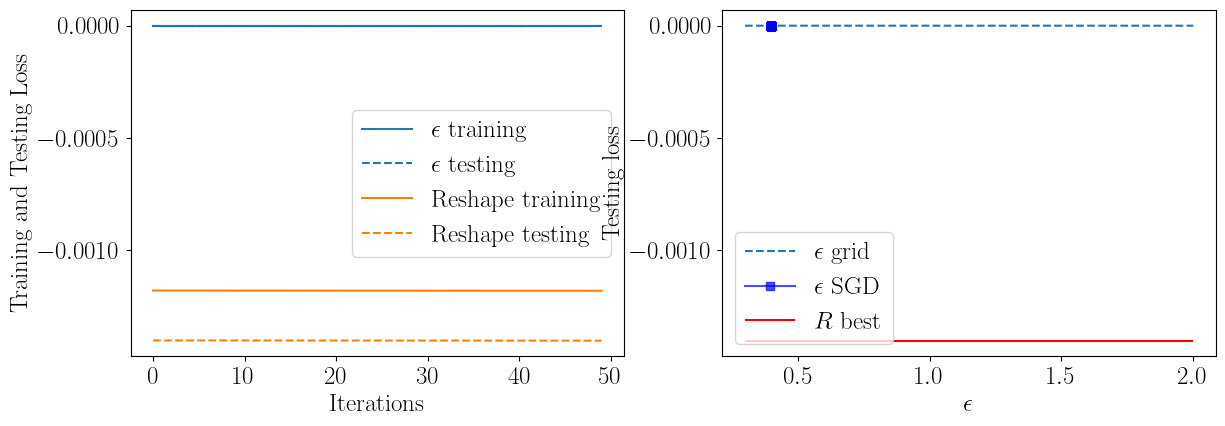 Training and Testing Loss
0.0000
−0.0005
−0.0010
ϵ training
ϵ testing
Reshape training
Reshape testing
0 10 20 30 40 50
Iterations
Testing loss
0.0000
−0.0005
−0.0010
ϵ grid
ϵ SGD
R best
0.5 1.0 1.5 2.0
ϵ